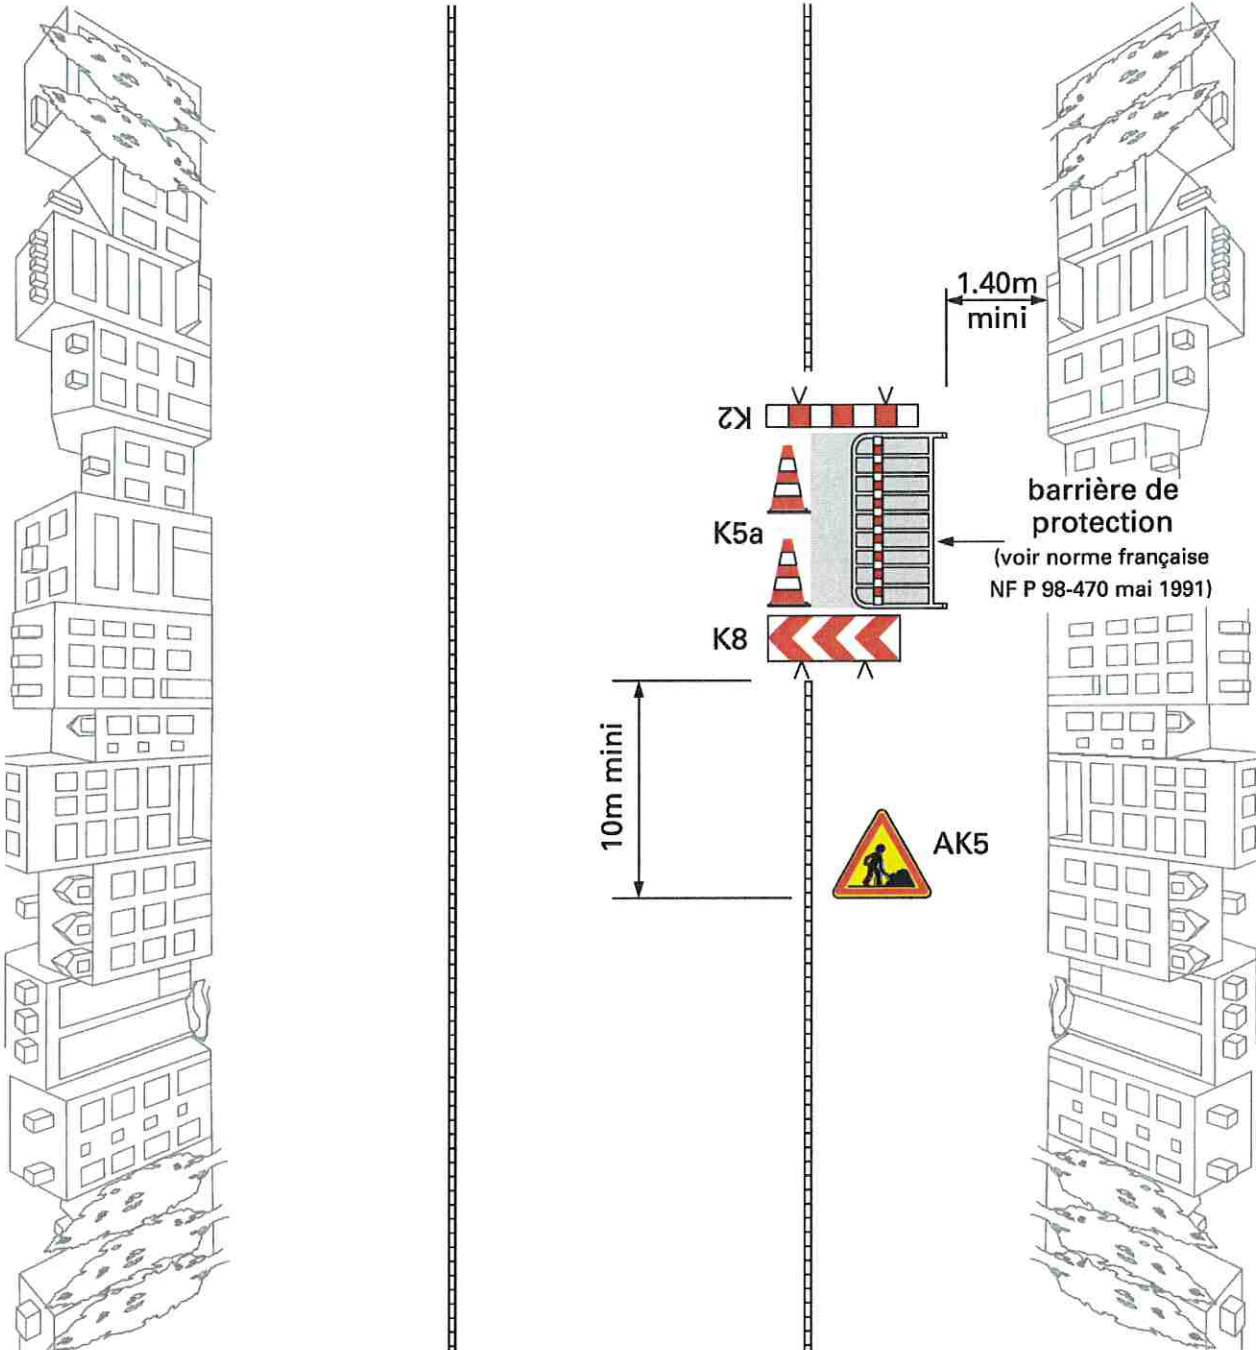 1.40m
mini
K2
K5a
barrière de
protection
(voir norme française
NF P 98-470 mai 1991)
K8
10m mini
AK5